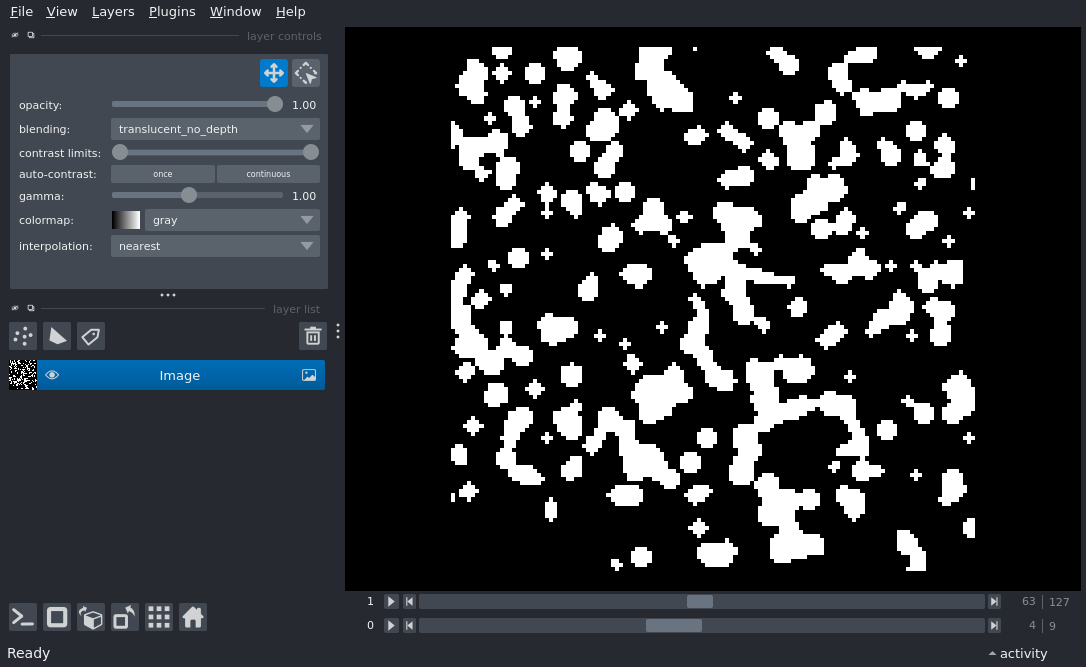 File View Layers Plugins Window Help
layer controls
opacity: 1.00
blending: translucent_no_depth
contrast limits:
auto-contrast: once continuous
gamma: 1.00
colormap: gray
interpolation: nearest
layer list
Image
1 63 127
0 4 9
Ready activity